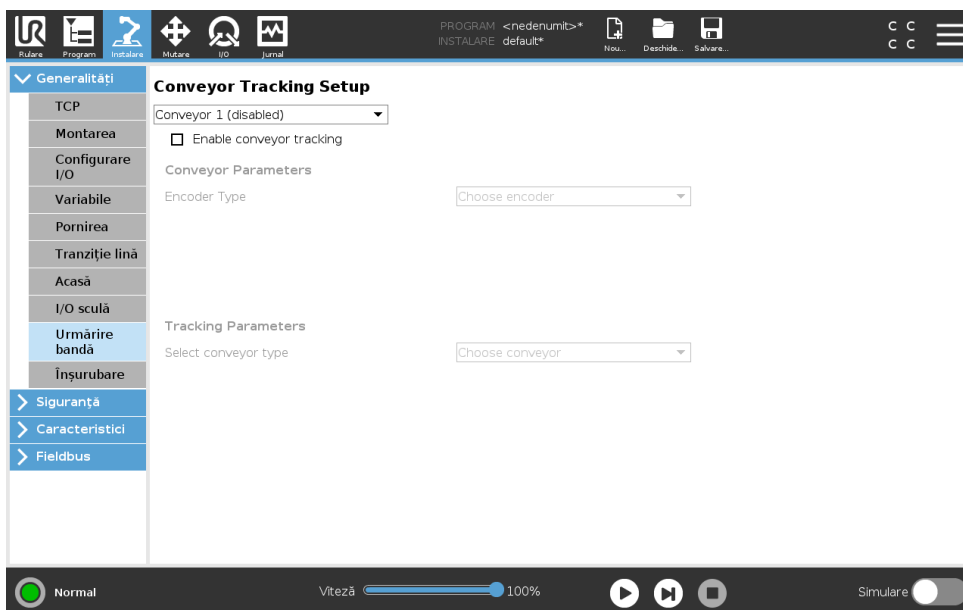 Rulare
Program
Instalare
Mutare
I/O
Jurnal
PROGRAM <nedenumit>*
INSTALARE default*
Nou...
Deschide...
Salvare...
C C
C C
Generalități
TCP
Montarea
Configurare
I/O
Variabile
Pornirea
Tranziție lină
Acasă
I/O sculă
Urmărire
bandă
Înșurubare
Siguranță
Caracteristici
Fieldbus
Conveyor Tracking Setup
Conveyor 1 (disabled)
Enable conveyor tracking
Conveyor Parameters
Encoder Type
Choose encoder
Tracking Parameters
Select conveyor type
Choose conveyor
Normal
Viteză
100%
Simulare